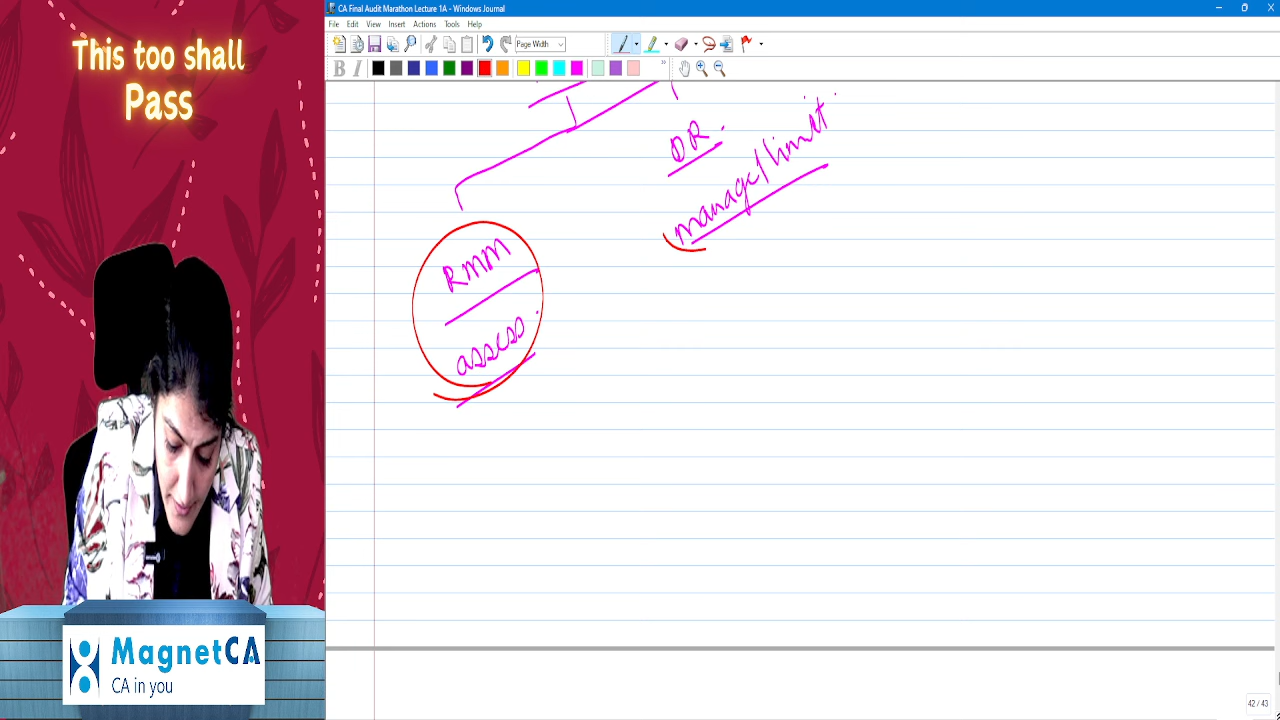 This too shall
Pass
CA Final Audit Marathon Lecture 1A - Windows Journal
File Edit View Insert Actions Tools Help
Page Width
B I
DR.
manage/limit
RMM
assess.
MagnetCA
CA in you
42 / 43